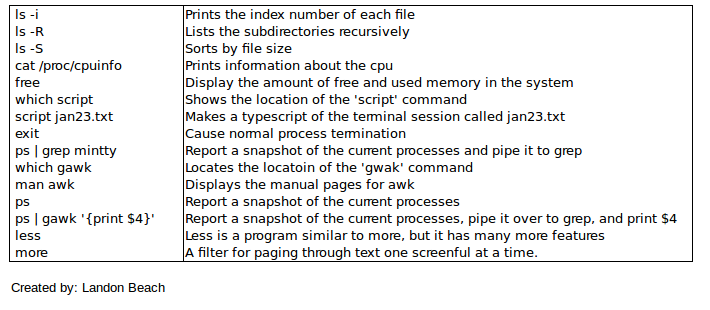 ls -i Prints the index number of each file
ls -R Lists the subdirectories recursively
ls -S Sorts by file size
cat /proc/cpuinfo Prints information about the cpu
free Display the amount of free and used memory in the system
which script Shows the location of the 'script' command
script jan23.txt Makes a typescript of the terminal session called jan23.txt
exit Cause normal process termination
ps | grep mintty Report a snapshot of the current processes and pipe it to grep
which gawk Locates the locatoin of the 'gwak' command
man awk Displays the manual pages for awk
ps Report a snapshot of the current processes
ps | gawk '{print $4}' Report a snapshot of the current processes, pipe it over to grep, and print $4
less Less is a program similar to more, but it has many more features
more A filter for paging through text one screenful at a time.
Created by: Landon Beach